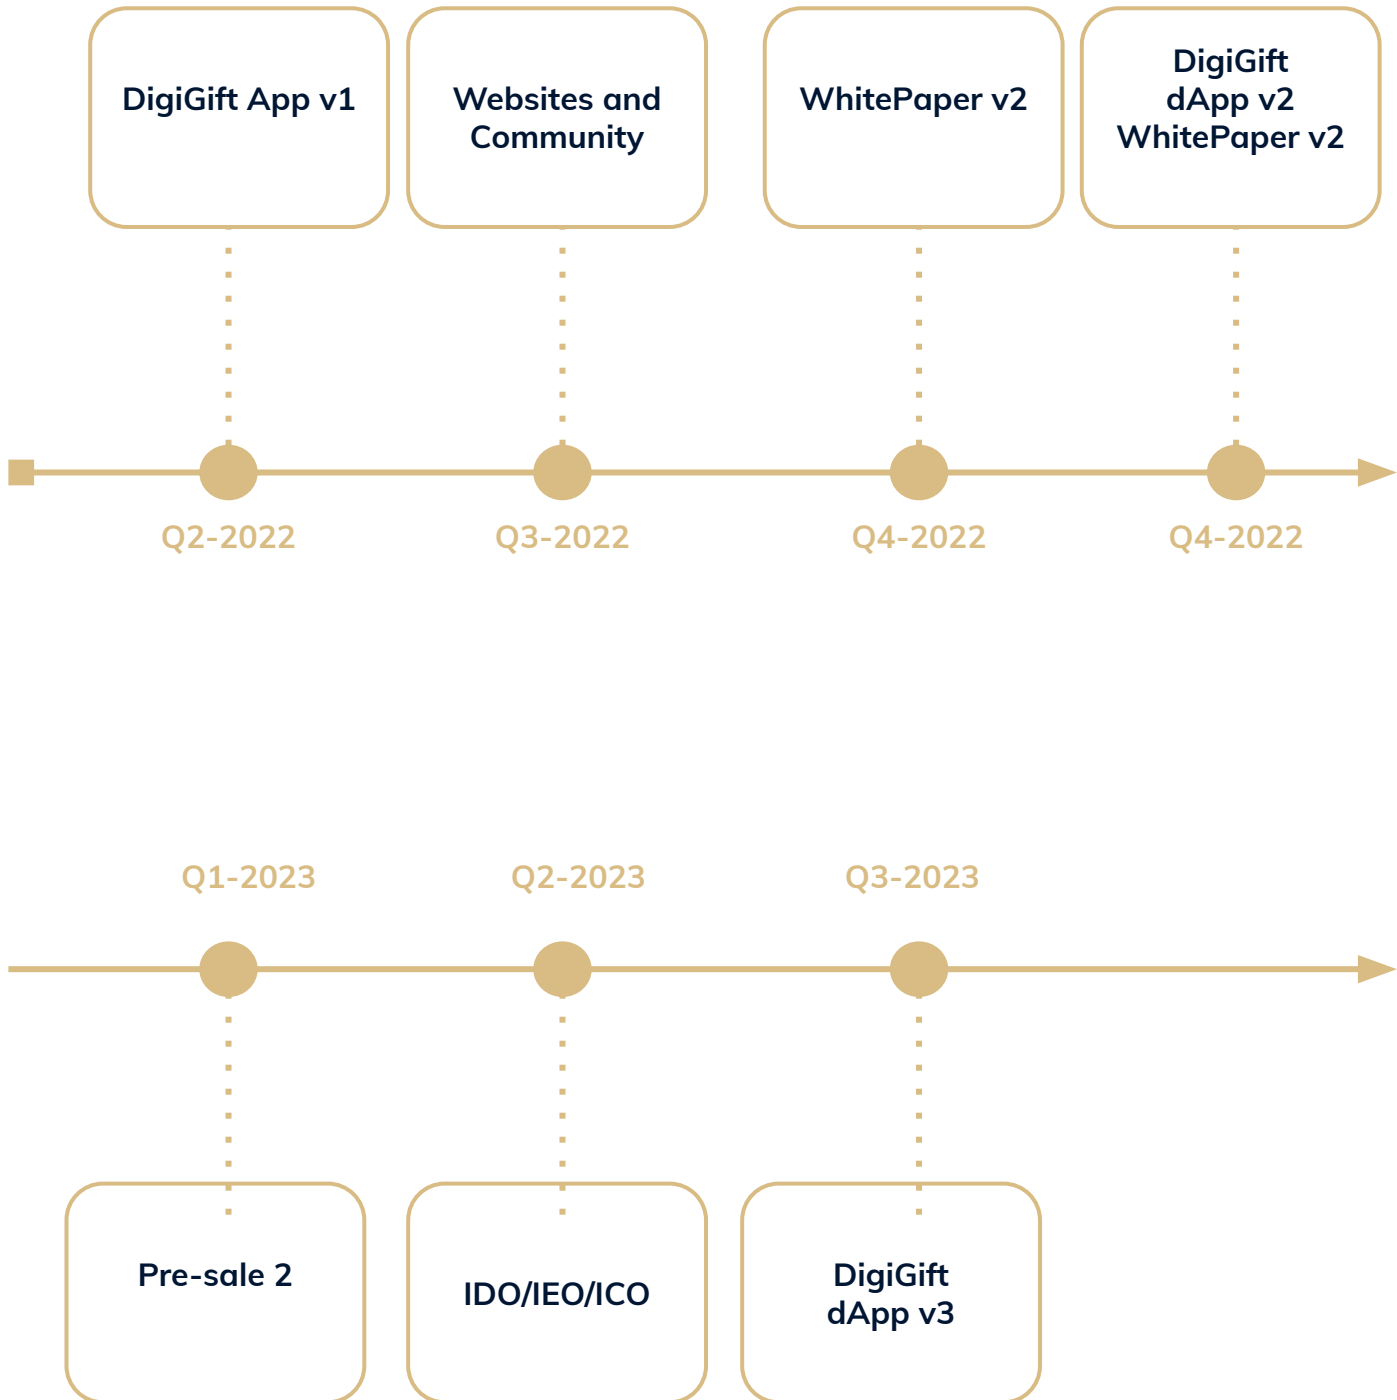 DigiGift App v1
Websites and
Community
WhitePaper v2
DigiGift
dApp v2
WhitePaper v2
Q2-2022
Q3-2022
Q4-2022
Q4-2022
Q1-2023
Q2-2023
Q3-2023
Pre-sale 2
IDO/IEO/ICO
DigiGift
dApp v3